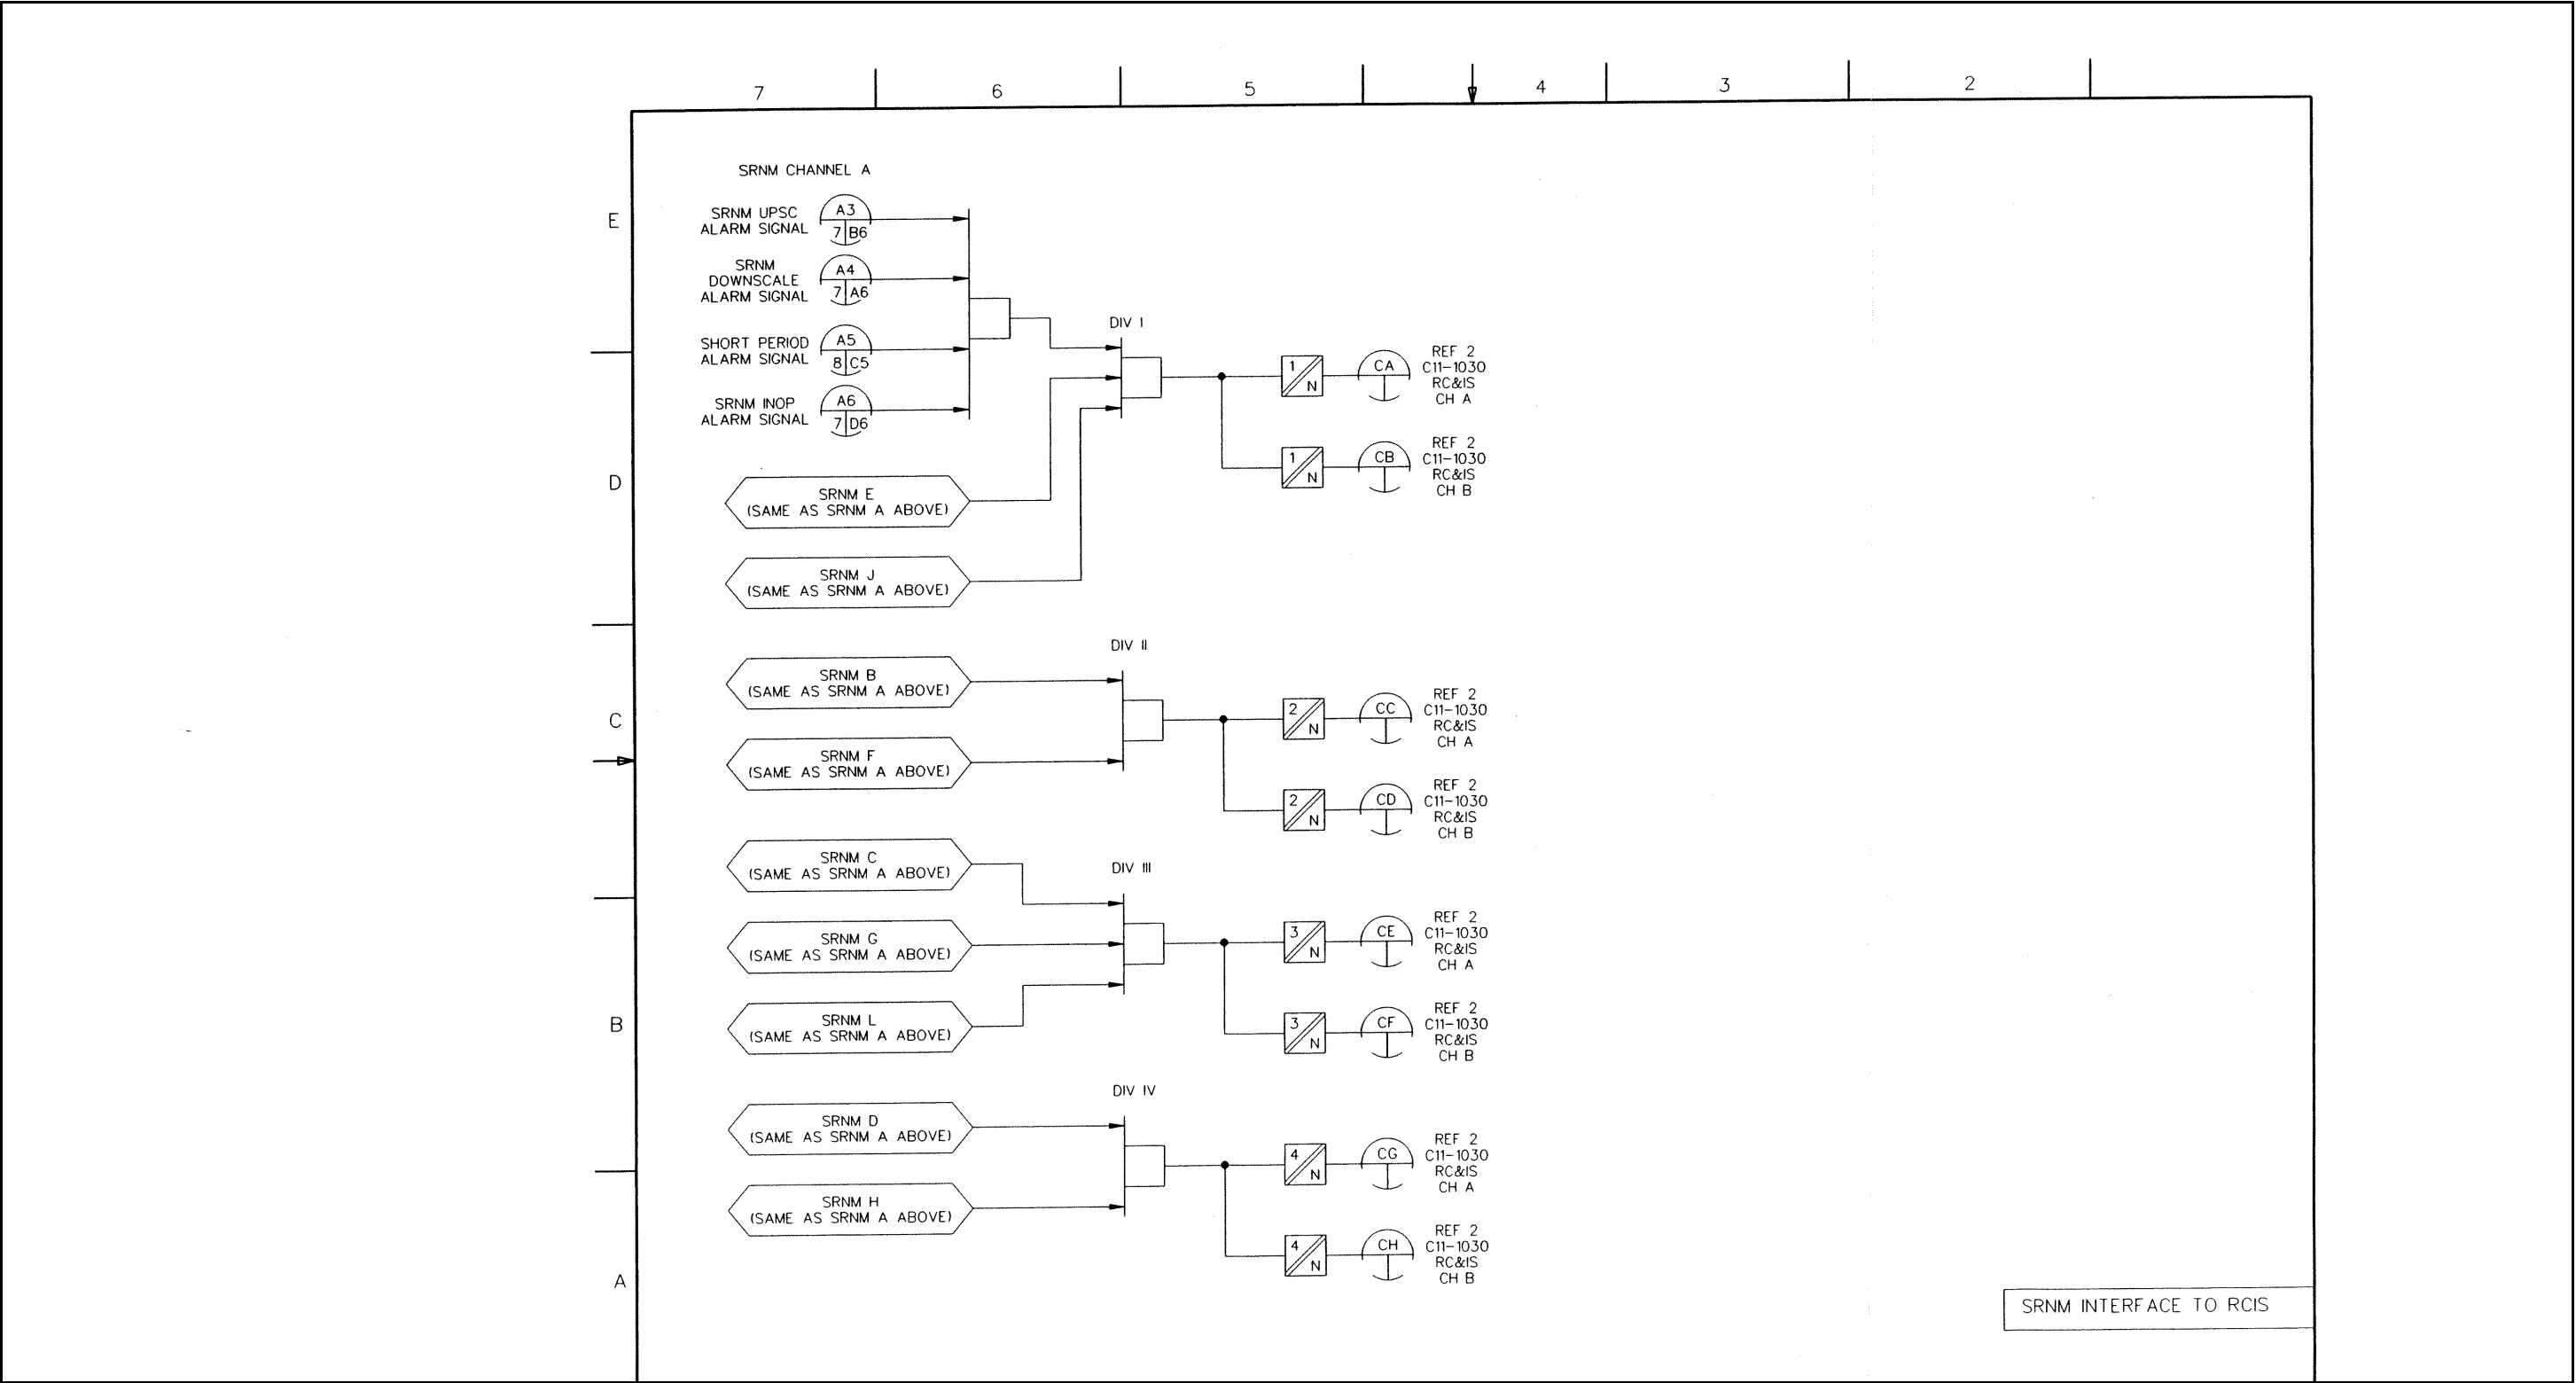 7 6 5 4 3 2
E
D
C
B
A
SRNM CHANNEL A
SRNM UPSC
ALARM SIGNAL
A3
7 B6
SRNM
DOWNSCALE
ALARM SIGNAL
A4
7 A6
SHORT PERIOD
ALARM SIGNAL
A5
8 C5
SRNM INOP
ALARM SIGNAL
A6
7 D6
SRNM E
(SAME AS SRNM A ABOVE)
SRNM J
(SAME AS SRNM A ABOVE)
DIV I
1
N
CA
REF 2
C11-1030
RC&IS
CH A
1
N
CB
REF 2
C11-1030
RC&IS
CH B
DIV II
SRNM B
(SAME AS SRNM A ABOVE)
SRNM F
(SAME AS SRNM A ABOVE)
2
N
CC
REF 2
C11-1030
RC&IS
CH A
2
N
CD
REF 2
C11-1030
RC&IS
CH B
DIV III
SRNM C
(SAME AS SRNM A ABOVE)
SRNM G
(SAME AS SRNM A ABOVE)
SRNM L
(SAME AS SRNM A ABOVE)
3
N
CE
REF 2
C11-1030
RC&IS
CH A
3
N
CF
REF 2
C11-1030
RC&IS
CH B
DIV IV
SRNM D
(SAME AS SRNM A ABOVE)
SRNM H
(SAME AS SRNM A ABOVE)
4
N
CG
REF 2
C11-1030
RC&IS
CH A
4
N
CH
REF 2
C11-1030
RC&IS
CH B
SRNM INTERFACE TO RCIS